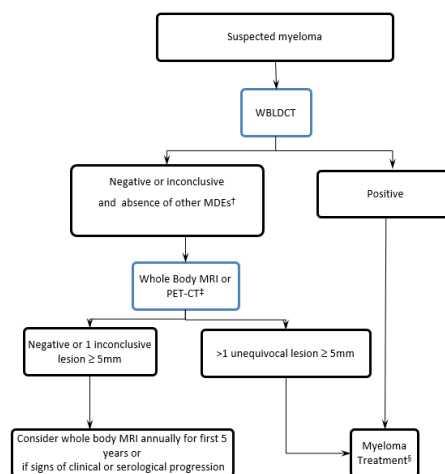 Suspected myeloma
WBLDCT
Negative or inconclusive
and absence of other MDEs†
Positive
Whole Body MRI or
PET-CT‡
Negative or 1 inconclusive
lesion ≥ 5mm
>1 unequivocal lesion ≥ 5mm
Consider whole body MRI annually for first 5
years or
if signs of clinical or serological progression
Myeloma
Treatment§